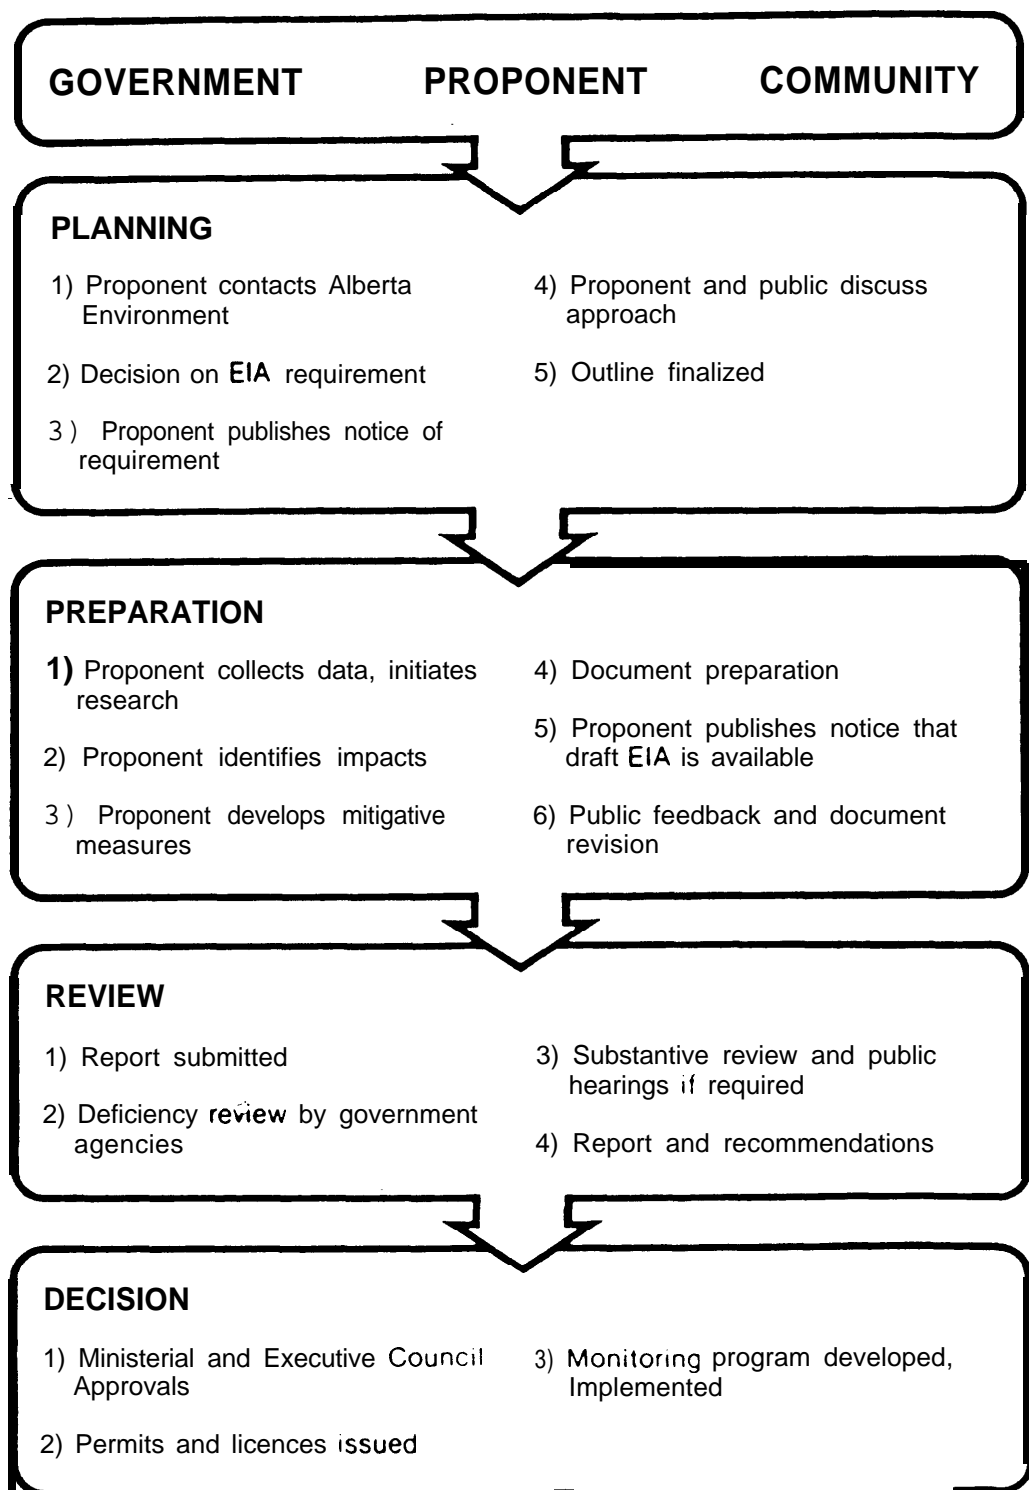 GOVERNMENT PROPONENT COMMUNITY
PLANNING
1) Proponent contacts Alberta
Environment
2) Decision on EIA requirement
3) Proponent publishes notice of
requirement
4) Proponent and public discuss
approach
5) Outline finalized
PREPARATION
1) Proponent collects data, initiates
research
2) Proponent identifies impacts
3) Proponent develops mitigative
measures
4) Document preparation
5) Proponent publishes notice that
draft EIA is available
6) Public feedback and document
revision
REVIEW
1) Report submitted
2) Deficiency review by government
agencies
3) Substantive review and public
hearings if required
4) Report and recommendations
DECISION
1) Ministerial and Executive Council
Approvals
2) Permits and licences issued
3) Monitoring program developed,
Implemented